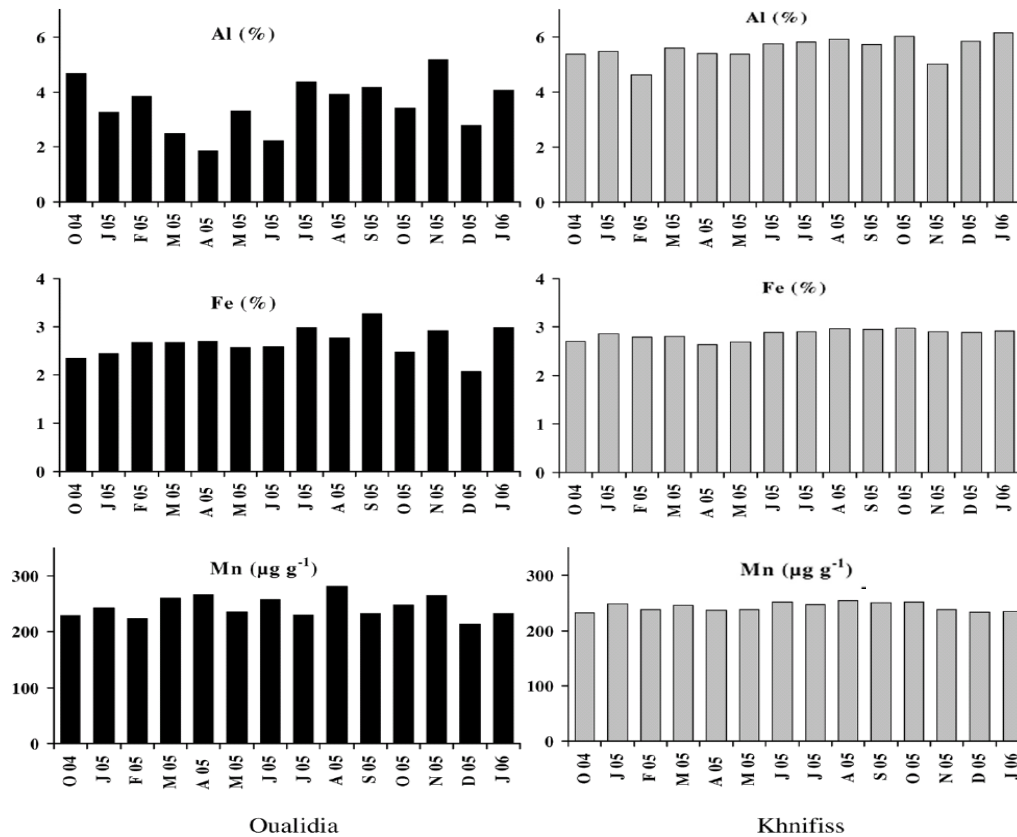 Al (%)
6
4
2
0
O 04
J 05
F 05
M 05
A 05
M 05
J 05
J 05
A 05
S 05
O 05
N 05
D 05
J 06
Al (%)
6
4
2
0
O 04
J 05
F 05
M 05
A 05
M 05
J 05
J 05
A 05
S 05
O 05
N 05
D 05
J 06
Fe (%)
4
3
2
1
0
O 04
J 05
F 05
M 05
A 05
M 05
J 05
J 05
A 05
S 05
O 05
N 05
D 05
J 06
Fe (%)
4
3
2
1
0
O 04
J 05
F 05
M 05
A 05
M 05
J 05
J 05
A 05
S 05
O 05
N 05
D 05
J 06
Mn (µg g⁻¹)
300
200
100
0
O 04
J 05
F 05
M 05
A 05
M 05
J 05
J 05
A 05
S 05
O 05
N 05
D 05
J 06
Mn (µg g⁻¹)
300
200
100
0
O 04
J 05
F 05
M 05
A 05
M 05
J 05
J 05
A 05
S 05
O 05
N 05
D 05
J 06
Oualidia
Khnifiss